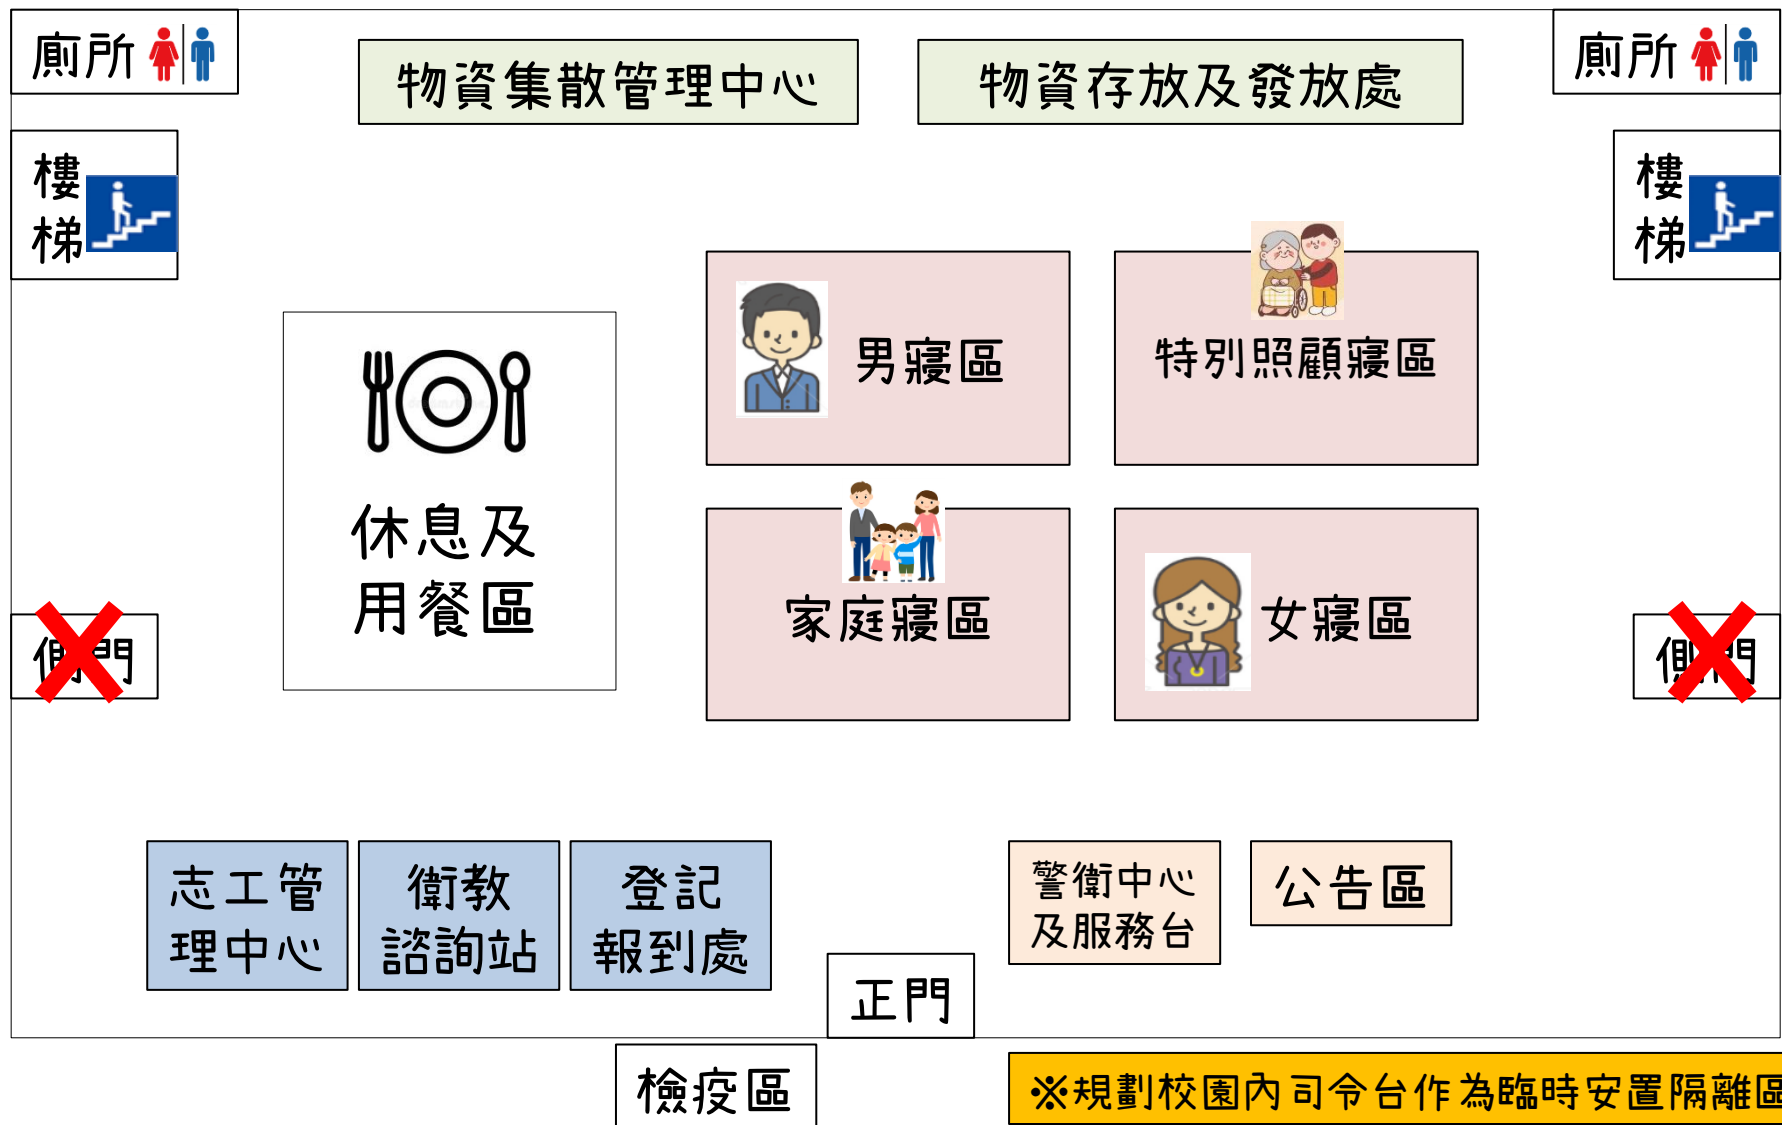 廁所
物資集散管理中心
物資存放及發放處
廁所
樓
梯
樓
梯
男寢區
特別照顧寢區
休息及
用餐區
家庭寢區
女寢區
側門
側門
志工管
理中心
衛教
諮詢站
登記
報到處
警衛中心
及服務台
公告區
正門
檢疫區
※規劃校園內司令台作為臨時安置隔離區